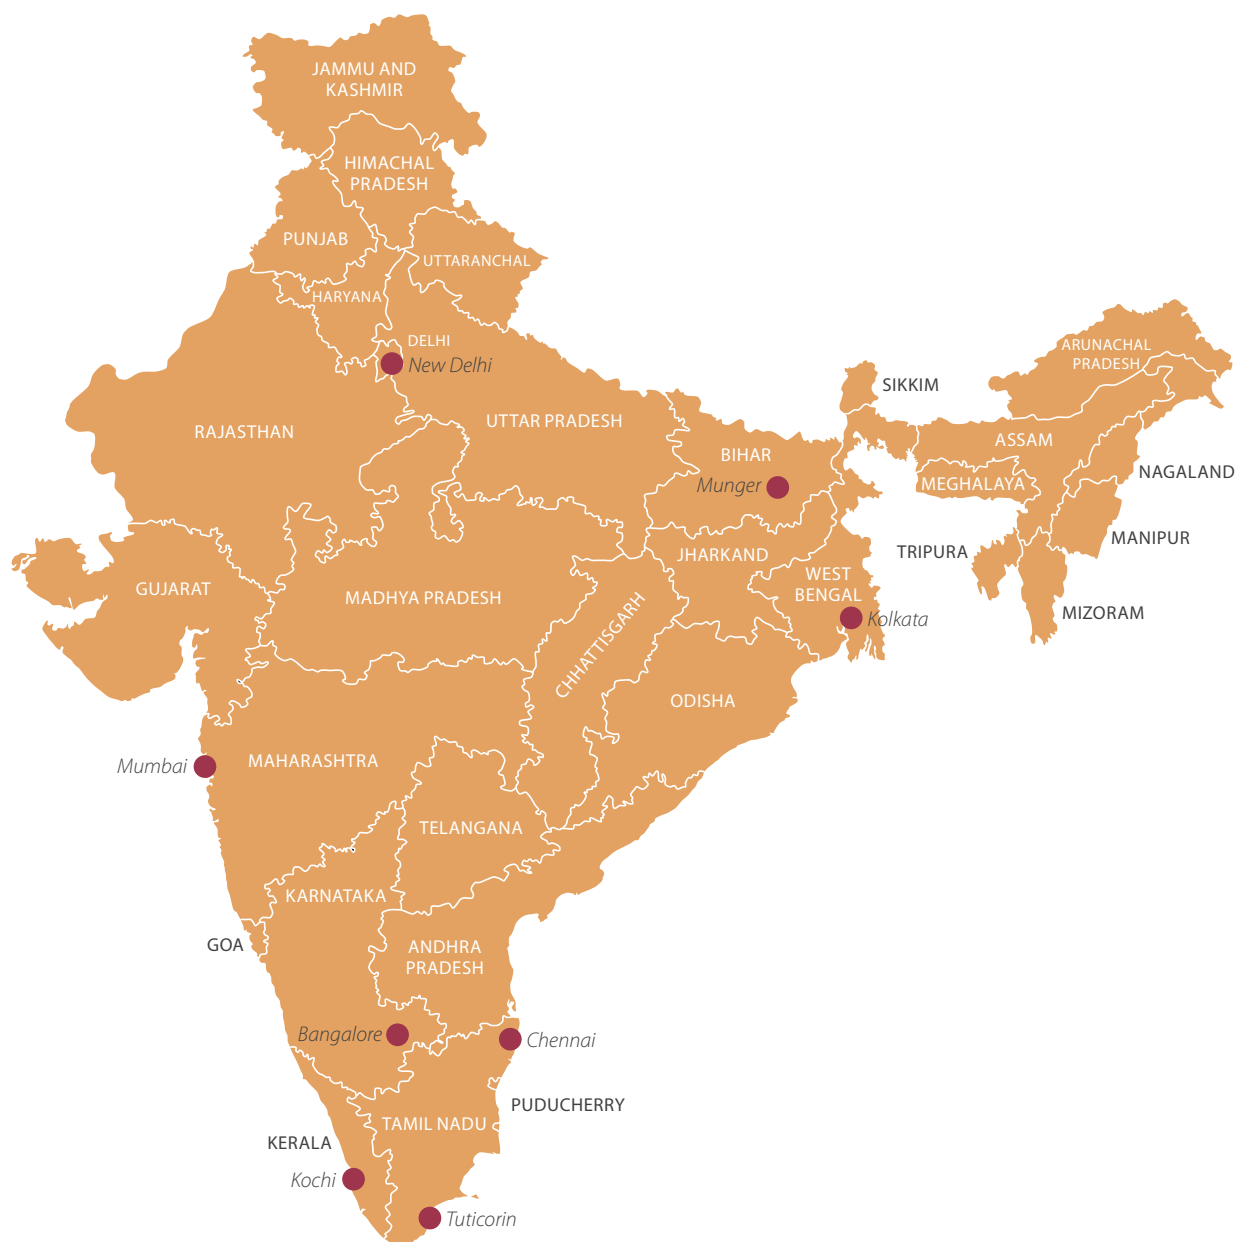 JAMMU AND
KASHMIR
HIMACHAL
PRADESH
PUNJAB
UTTARANCHAL
HARYANA
DELHI
New Delhi
ARUNACHAL
PRADESH
SIKKIM
RAJASTHAN
UTTAR PRADESH
BIHAR
Munger
ASSAM
MEGHALAYA
NAGALAND
MANIPUR
TRIPURA
MIZORAM
JHARKAND
WEST
BENGAL
Kolkata
GUJARAT
MADHYA PRADESH
CHHATTISGARH
ODISHA
Mumbai
MAHARASHTRA
TELANGANA
KARNATAKA
GOA
ANDHRA
PRADESH
Bangalore
Chennai
PUDUCHERRY
TAMIL NADU
KERALA
Kochi
Tuticorin